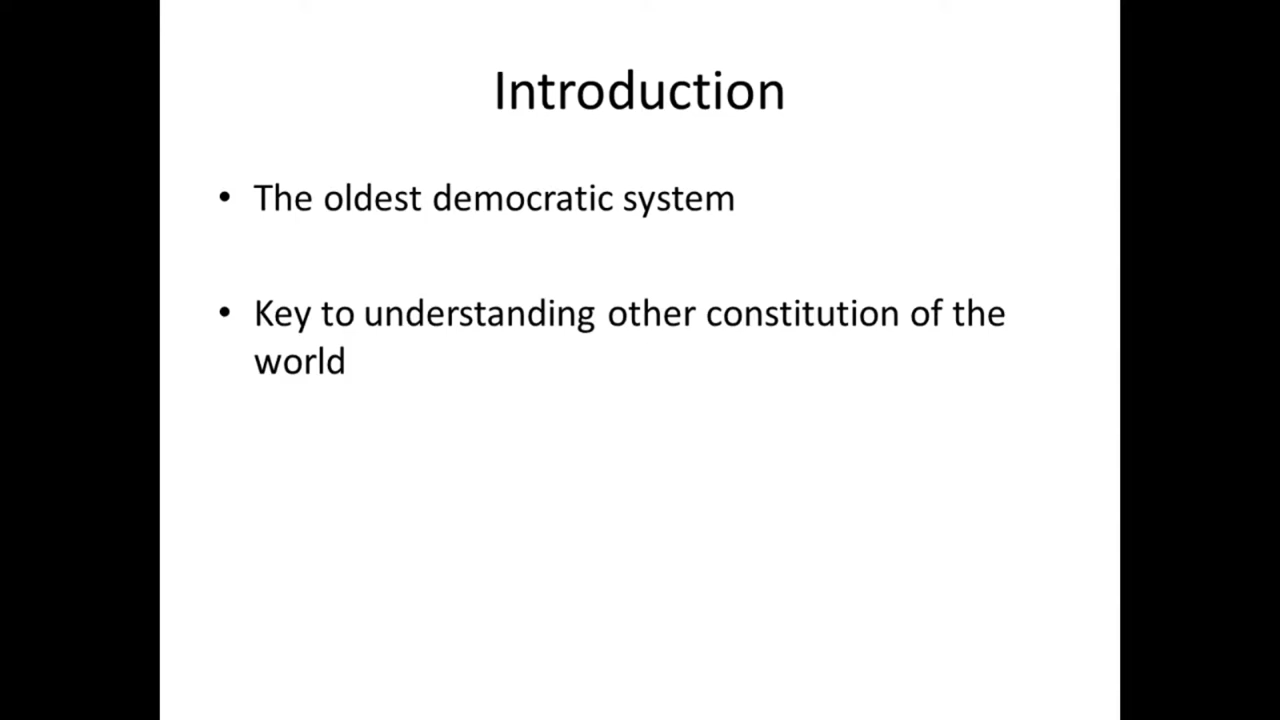 Introduction
• The oldest democratic system
• Key to understanding other constitution of the
world